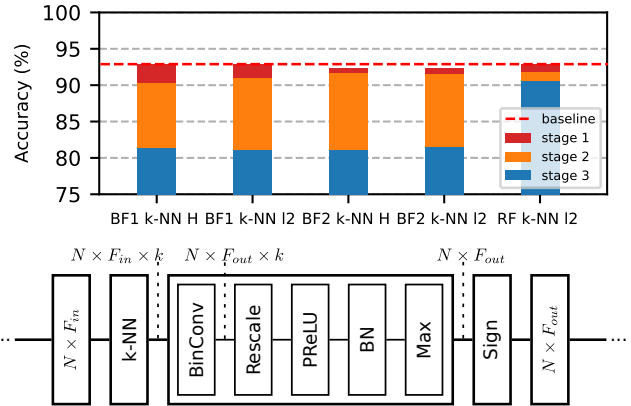 100
95
90
85
80
75
Accuracy (%)
baseline
stage 1
stage 2
stage 3
BF1 k-NN H
BF1 k-NN l2
BF2 k-NN H
BF2 k-NN l2
RF k-NN l2
N × F_in × k
N × F_out × k
N × F_out
N × F_in
k-NN
BinConv
Rescale
PReLU
BN
Max
Sign
N × F_out